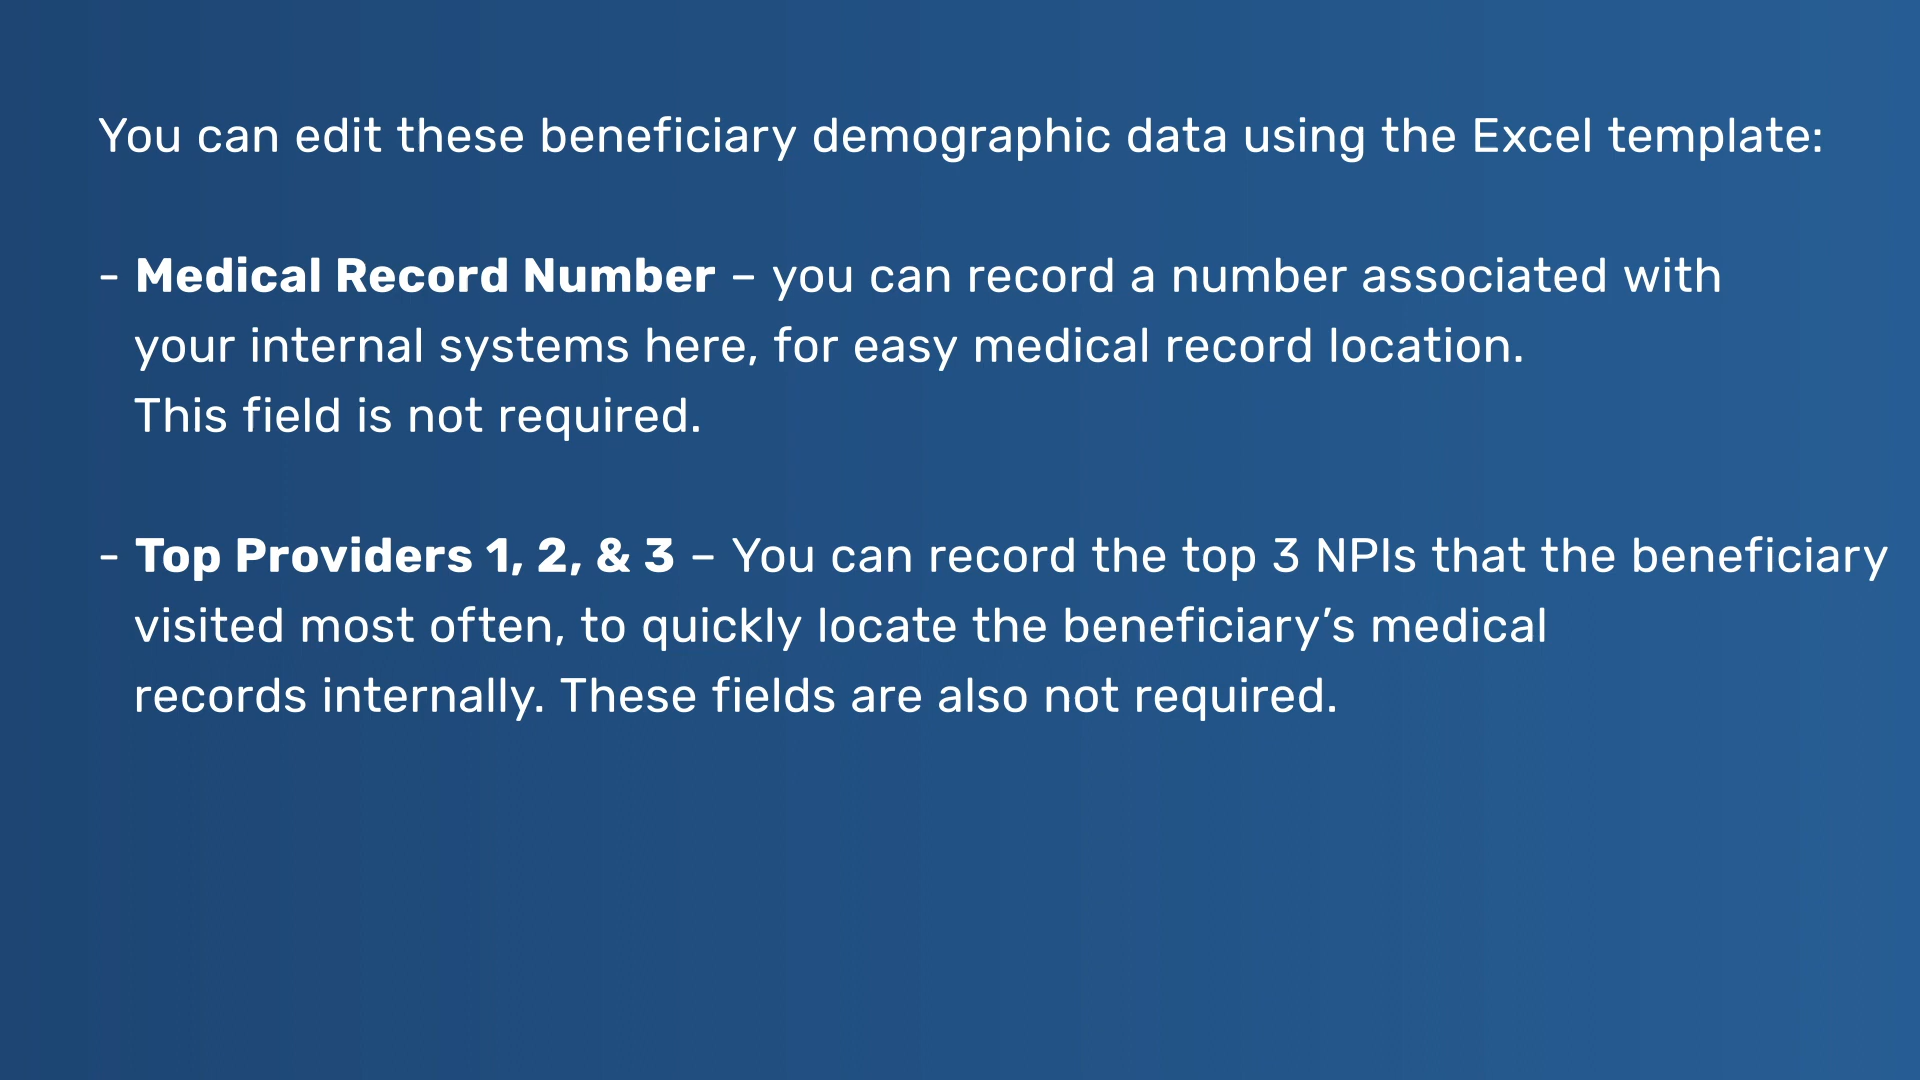 You can edit these beneficiary demographic data using the Excel template:
- Medical Record Number – you can record a number associated with
your internal systems here, for easy medical record location.
This field is not required.
- Top Providers 1, 2, & 3 – You can record the top 3 NPIs that the beneficiary
visited most often, to quickly locate the beneficiary’s medical
records internally. These fields are also not required.